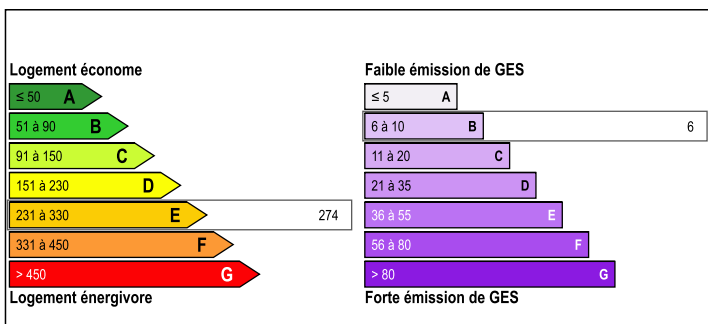 Logement économe
≤ 50 A
51 à 90 B
91 à 150 C
151 à 230 D
231 à 330 E 274
331 à 450 F
> 450 G
Logement énergivore
Faible émission de GES
≤ 5 A
6 à 10 B 6
11 à 20 C
21 à 35 D
36 à 55 E
56 à 80 F
> 80 G
Forte émission de GES